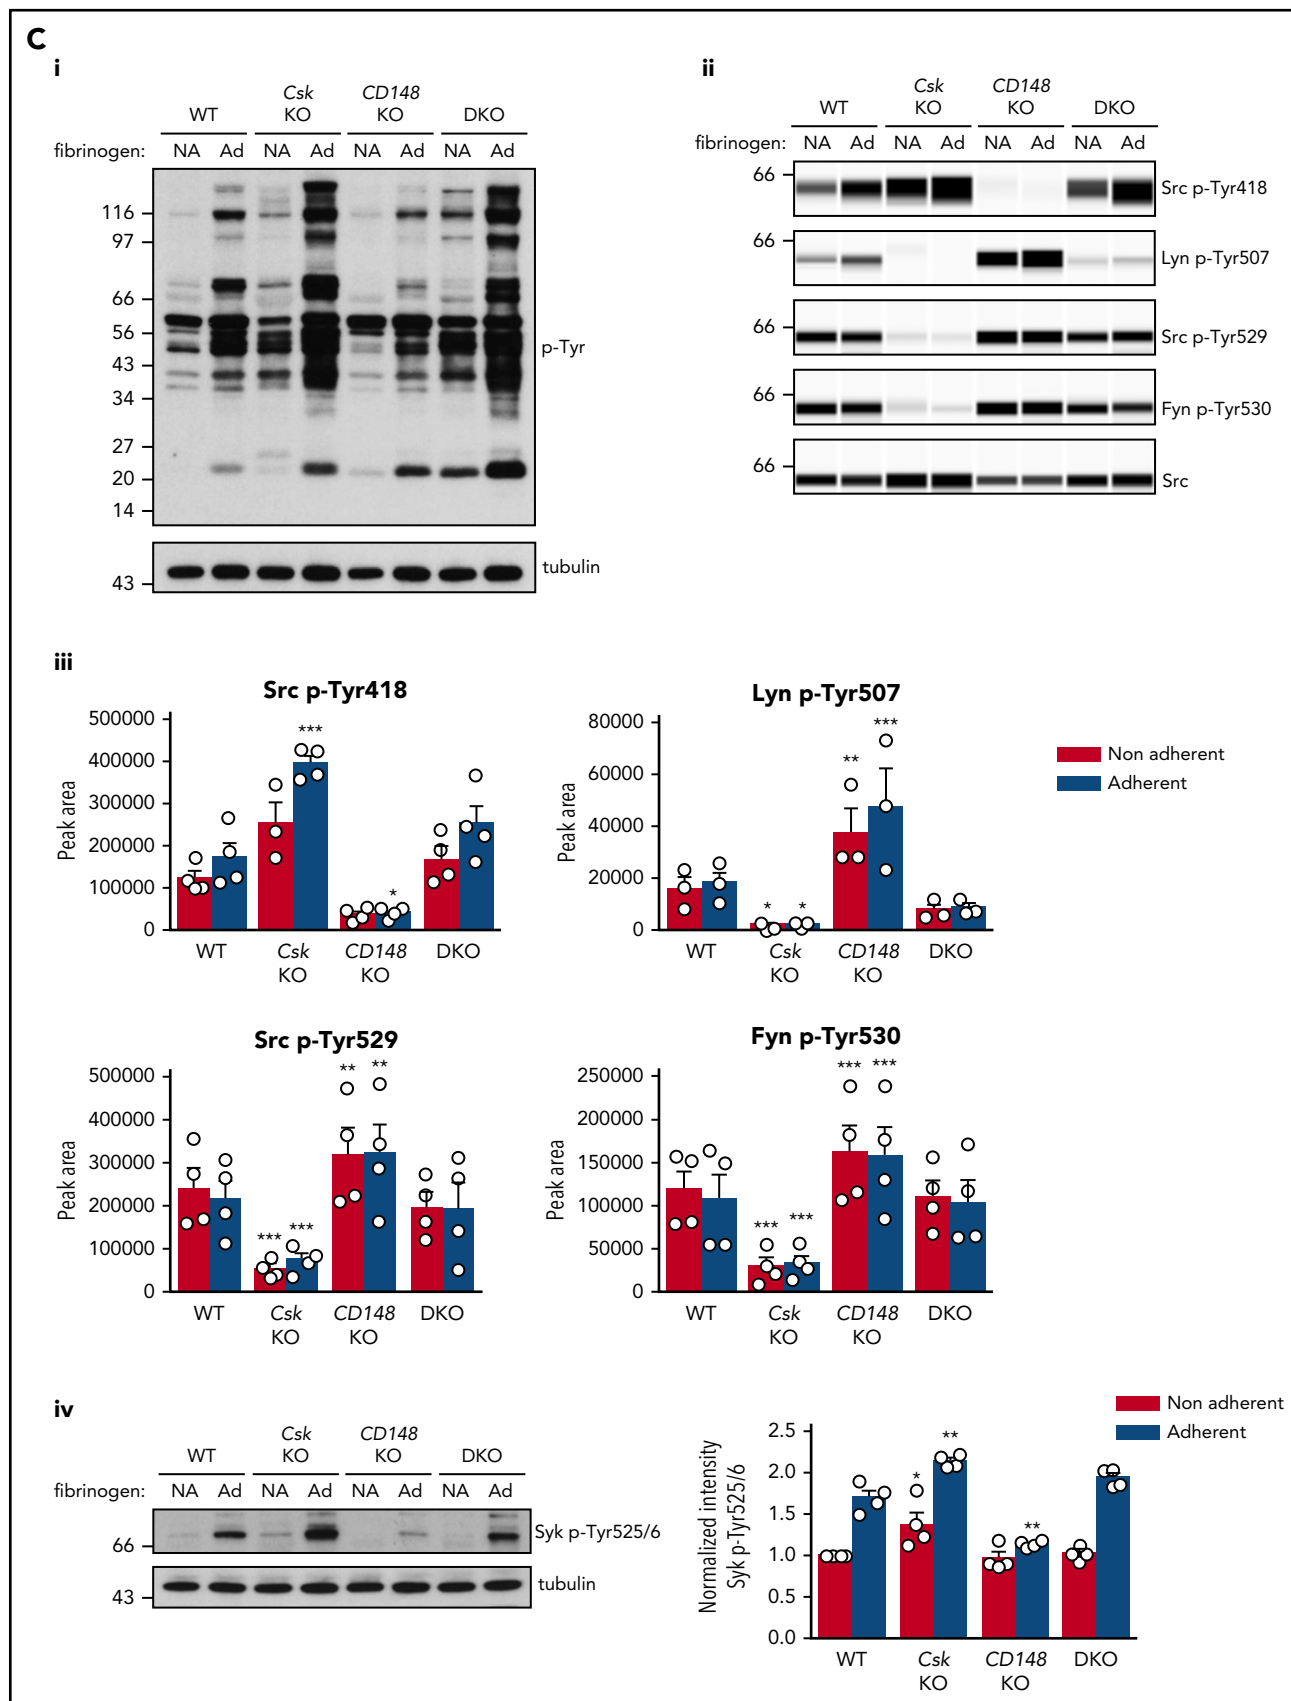 C
i
WT Csk KO CD148 KO DKO
fibrinogen: NA Ad NA Ad NA Ad NA Ad
116
97
66
56
43
34
27
20
14
p-Tyr
43
tubulin
ii
WT Csk KO CD148 KO DKO
fibrinogen: NA Ad NA Ad NA Ad NA Ad
66 Src p-Tyr418
66 Lyn p-Tyr507
66 Src p-Tyr529
66 Fyn p-Tyr530
66 Src
iii
Src p-Tyr418
Peak area
500000
400000
300000
200000
100000
0
***
*
WT Csk KO CD148 KO DKO
Lyn p-Tyr507
Peak area
80000
60000
40000
20000
0
* * ** ***
WT Csk KO CD148 KO DKO
Non adherent
Adherent
Src p-Tyr529
Peak area
500000
400000
300000
200000
100000
0
*** *** ** **
WT Csk KO CD148 KO DKO
Fyn p-Tyr530
Peak area
250000
200000
150000
100000
50000
0
*** *** *** ***
WT Csk KO CD148 KO DKO
iv
WT Csk KO CD148 KO DKO
fibrinogen: NA Ad NA Ad NA Ad NA Ad
66 Syk p-Tyr525/6
43 tubulin
Normalized intensity
Syk p-Tyr525/6
2.5
2.0
1.5
1.0
0.5
0.0
* ** **
WT Csk KO CD148 KO DKO
Non adherent
Adherent